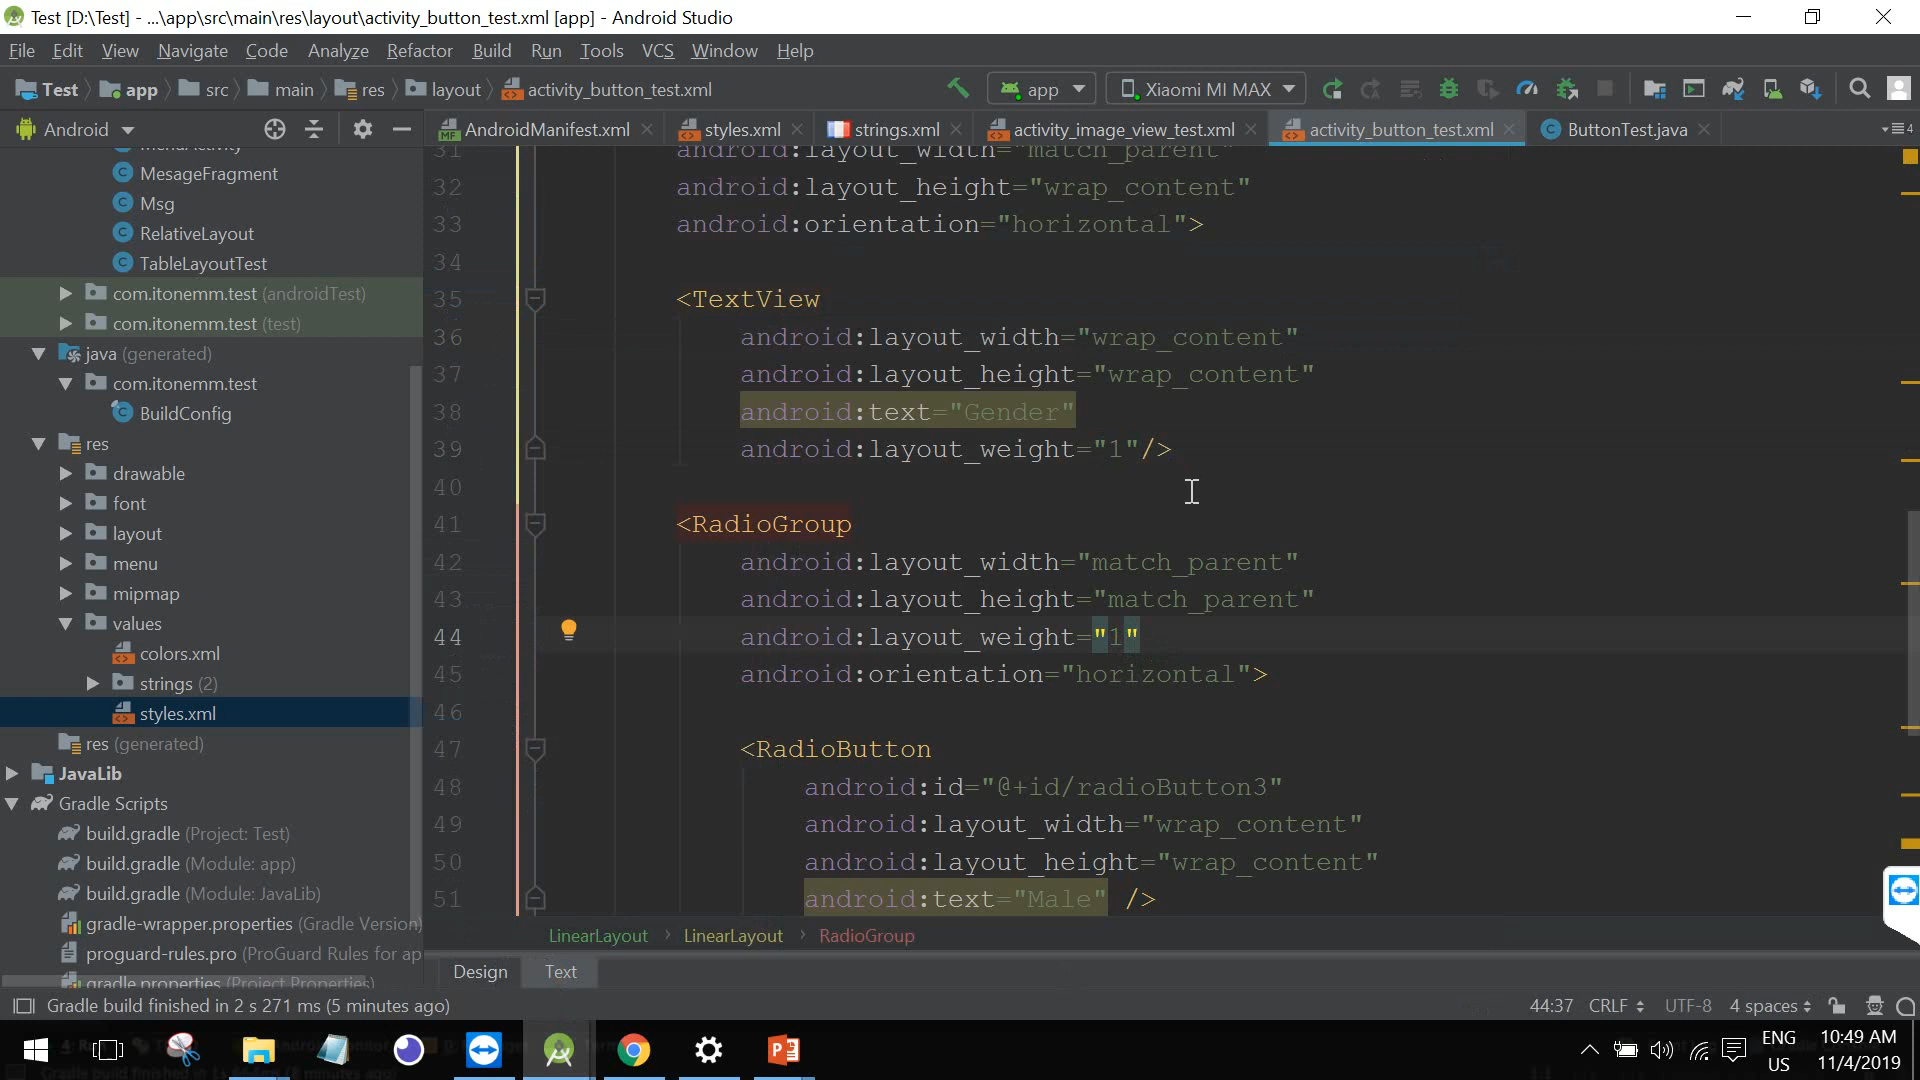 Test [D:\Test] - ...\app\src\main\res\layout\activity_button_test.xml [app] - Android Studio
File Edit View Navigate Code Analyze Refactor Build Run Tools VCS Window Help
Test app src main res layout activity_button_test.xml app Xiaomi MI MAX
Android AndroidManifest.xml styles.xml strings.xml activity_image_view_test.xml activity_button_test.xml ButtonTest.java 4
MenuActivity
MesageFragment
Msg
RelativeLayout
TableLayoutTest
com.itonemm.test (androidTest)
com.itonemm.test (test)
java (generated)
com.itonemm.test
BuildConfig
res
drawable
font
layout
menu
mipmap
values
colors.xml
strings (2)
styles.xml
res (generated)
JavaLib
Gradle Scripts
build.gradle (Project: Test)
build.gradle (Module: app)
build.gradle (Module: JavaLib)
gradle-wrapper.properties (Gradle Version)
proguard-rules.pro (ProGuard Rules for ap
gradle.properties (Project Properties)
31 android:layout_width="match_parent"
32 android:layout_height="wrap_content"
33 android:orientation="horizontal">
34
35 <TextView
36 android:layout_width="wrap_content"
37 android:layout_height="wrap_content"
38 android:text="Gender"
39 android:layout_weight="1"/>
40
41 <RadioGroup
42 android:layout_width="match_parent"
43 android:layout_height="match_parent"
44 android:layout_weight="1"
45 android:orientation="horizontal">
46
47 <RadioButton
48 android:id="@+id/radioButton3"
49 android:layout_width="wrap_content"
50 android:layout_height="wrap_content"
51 android:text="Male" />
LinearLayout LinearLayout RadioGroup
Design Text
Gradle build finished in 2 s 271 ms (5 minutes ago) 44:37 CRLF UTF-8 4 spaces
ENG 10:49 AM
US 11/4/2019